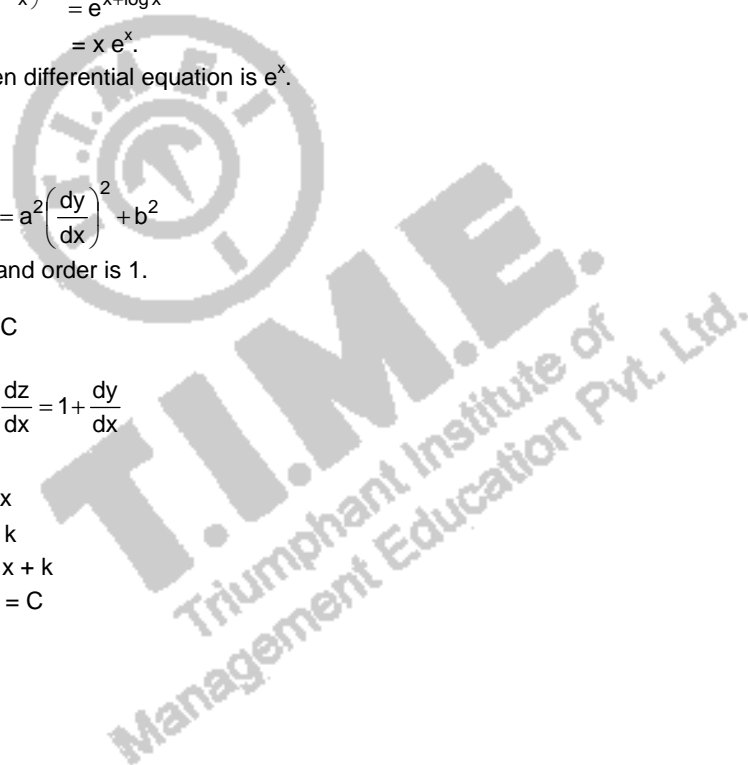 x) = e^{x+log x}
= x e^x.
en differential equation is e^x.
= a^2 (dy/dx)^2 + b^2
and order is 1.
C
dz/dx = 1 + dy/dx
x
k
x + k
= C
T.I.M.E.
T.I.M.E.
Triumphant Institute of
Management Education Pvt. Ltd.